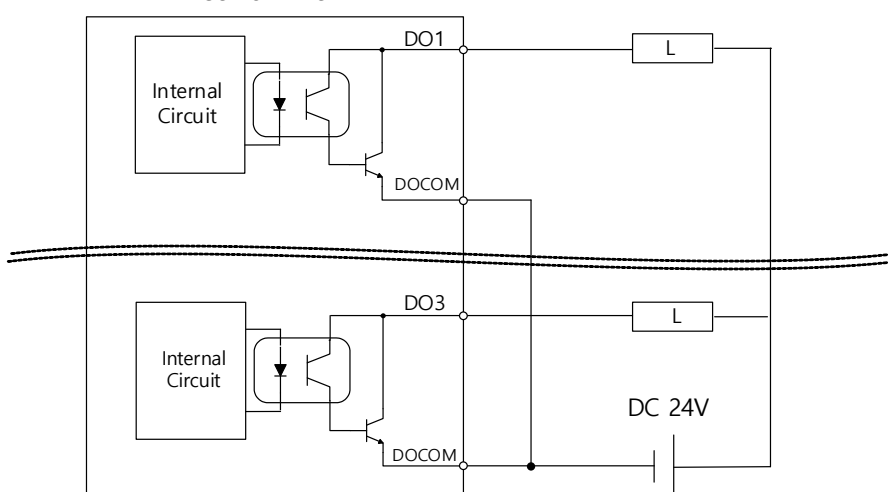 DO1
L
Internal
Circuit
DOCOM
DO3
L
Internal
Circuit
DC 24V
DOCOM